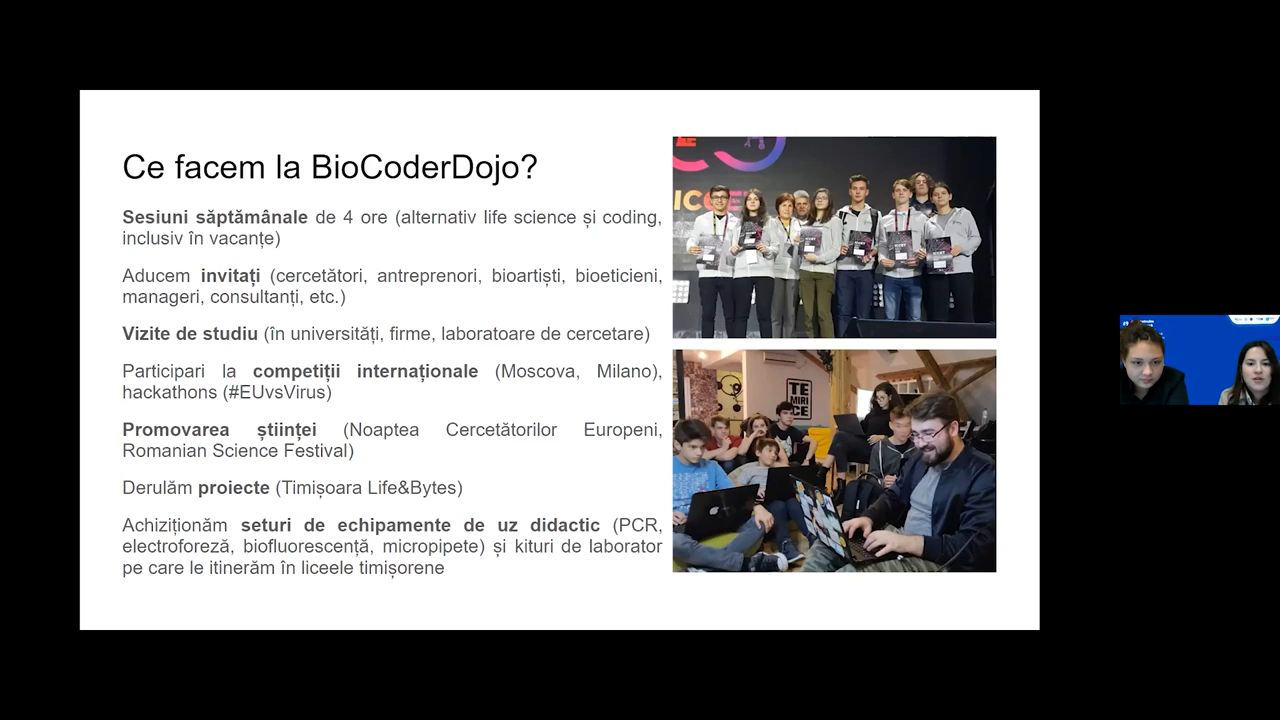 Ce facem la BioCoderDojo?
Sesiuni săptămânale de 4 ore (alternativ life science și coding,
inclusiv în vacanțe)
Aducem invitați (cercetători, antreprenori, bioartiști, bioeticieni,
manageri, consultanți, etc.)
Vizite de studiu (în universități, firme, laboratoare de cercetare)
Participari la competiții internaționale (Moscova, Milano),
hackathons (#EUvsVirus)
Promovarea științei (Noaptea Cercetătorilor Europeni,
Romanian Science Festival)
Derulăm proiecte (Timișoara Life&Bytes)
Achiziționăm seturi de echipamente de uz didactic (PCR,
electroforeză, biofluorescență, micropipete) și kituri de laborator
pe care le itinerăm în liceele timișorene
TE
MIRI
CE